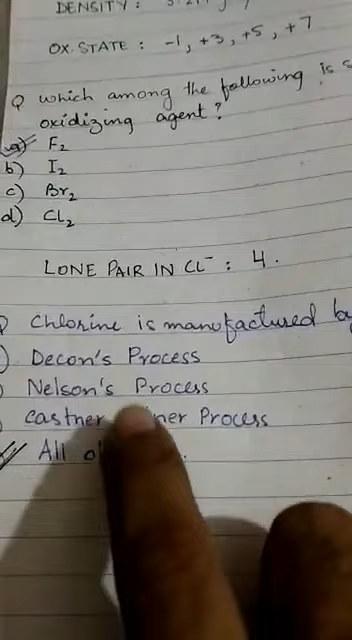 DENSITY:
OX. STATE : -1, +3, +5, +7
Q which among the following is
oxidizing agent?
a) F2
b) I2
c) Br2
d) Cl2
LONE PAIR IN Cl- : 4.
Chlorine is manufactured by
Decon's Process
Nelson's Process
Castner Process
All